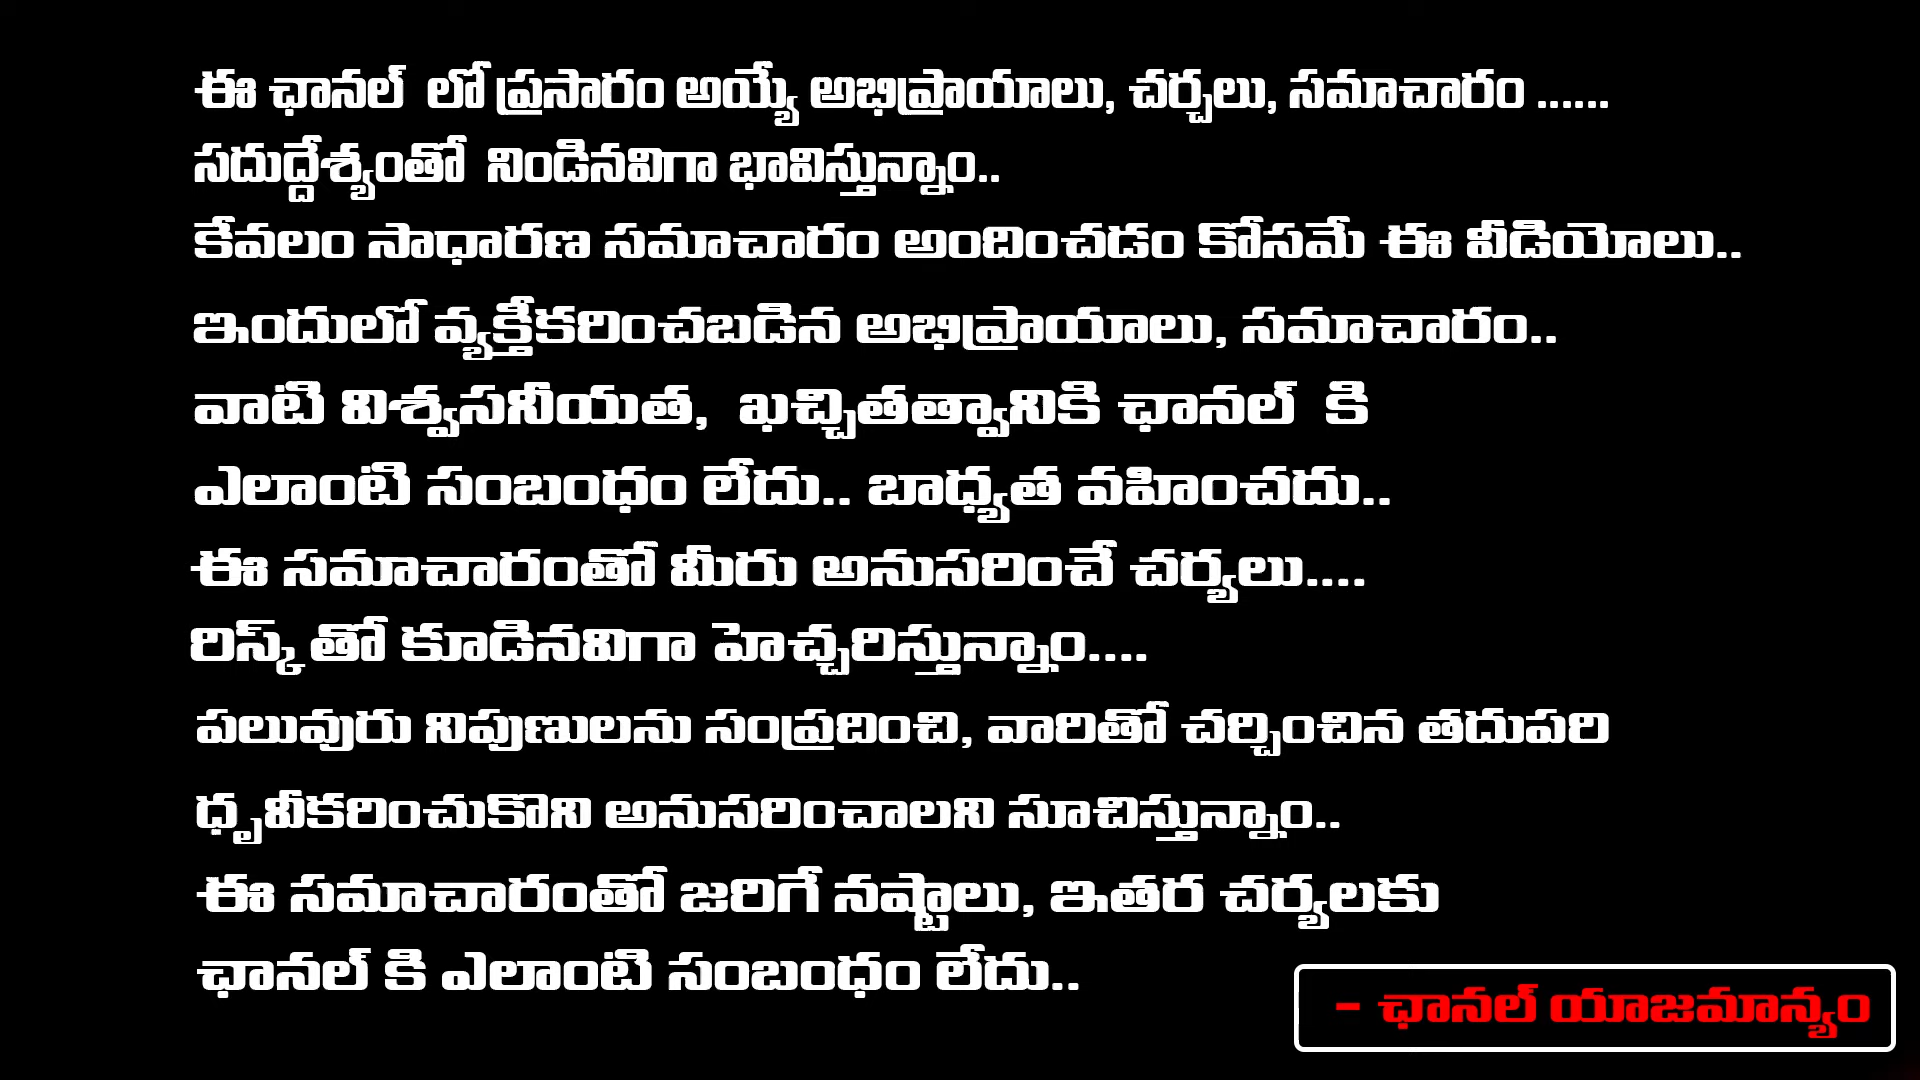 ఈ ఛానల్ లో ప్రసారం అయ్యే అభిప్రాయాలు, చర్చలు, సమాచారం ......
సదుద్దేశ్యంతో నిండినవిగా భావిస్తున్నాం..
కేవలం సాధారణ సమాచారం అందించడం కోసమే ఈ వీడియోలు..
ఇందులో వ్యక్తీకరించబడిన అభిప్రాయాలు, సమాచారం..
వాటి విశ్వసనీయత, ఖచ్చితత్వానికి ఛానల్ కి
ఎలాంటి సంబంధం లేదు.. బాధ్యత వహించదు..
ఈ సమాచారంతో మీరు అనుసరించే చర్యలు....
రిస్క్ తో కూడినవిగా హెచ్చరిస్తున్నాం....
పలువురు నిపుణులను సంప్రదించి, వారితో చర్చించిన తదుపరి
ధృవీకరించుకొని అనుసరించాలని సూచిస్తున్నాం..
ఈ సమాచారంతో జరిగే నష్టాలు, ఇతర చర్యలకు
ఛానల్ కి ఎలాంటి సంబంధం లేదు..
- ఛానల్ యాజమాన్యం